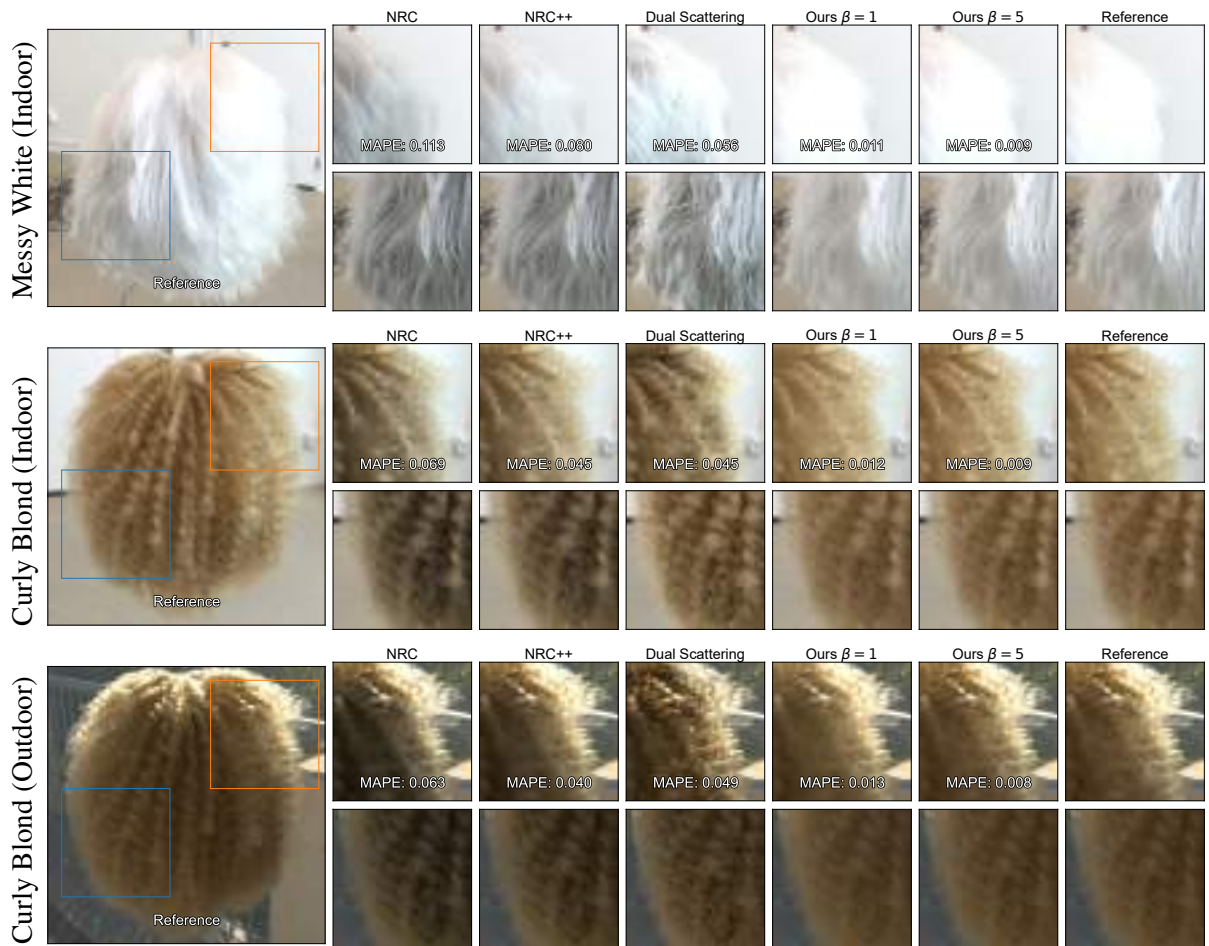 Messy White (Indoor)
NRC
NRC++
Dual Scattering
Ours β = 1
Ours β = 5
Reference
Reference
MAPE: 0.113
MAPE: 0.080
MAPE: 0.056
MAPE: 0.011
MAPE: 0.009
Curly Blond (Indoor)
NRC
NRC++
Dual Scattering
Ours β = 1
Ours β = 5
Reference
Reference
MAPE: 0.069
MAPE: 0.045
MAPE: 0.045
MAPE: 0.012
MAPE: 0.009
Curly Blond (Outdoor)
NRC
NRC++
Dual Scattering
Ours β = 1
Ours β = 5
Reference
Reference
MAPE: 0.063
MAPE: 0.040
MAPE: 0.049
MAPE: 0.013
MAPE: 0.008